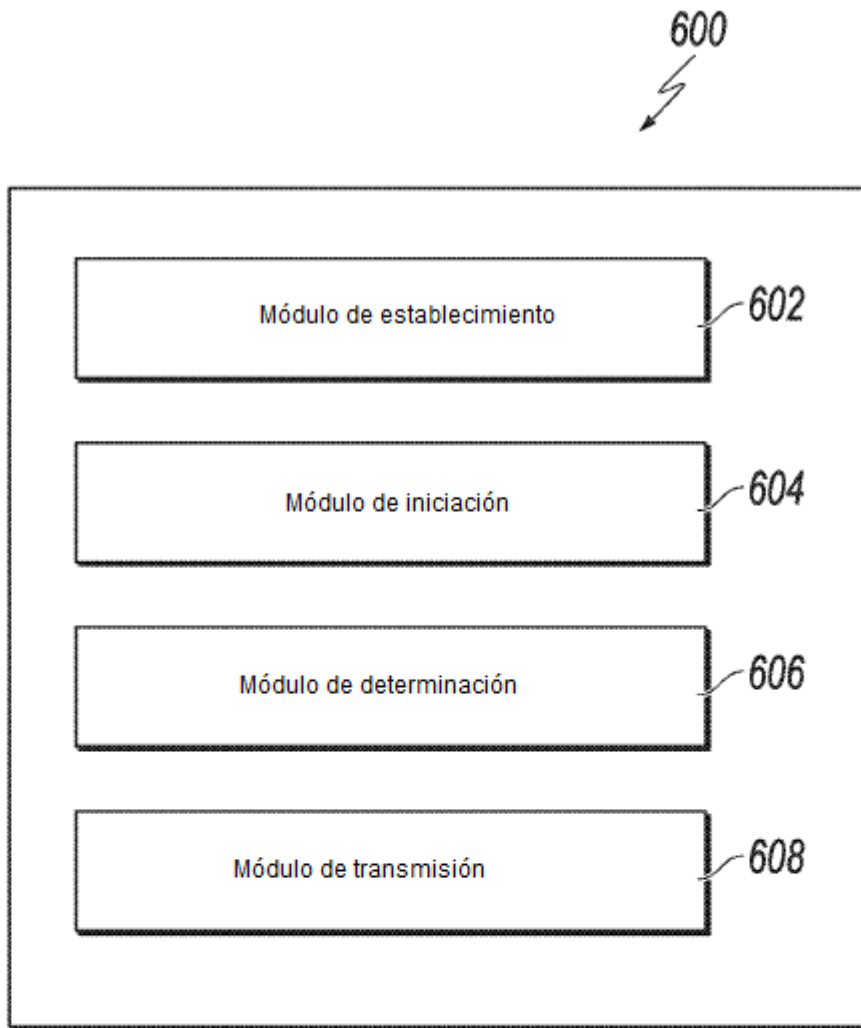 600
Módulo de establecimiento
602
Módulo de iniciación
604
Módulo de determinación
606
Módulo de transmisión
608